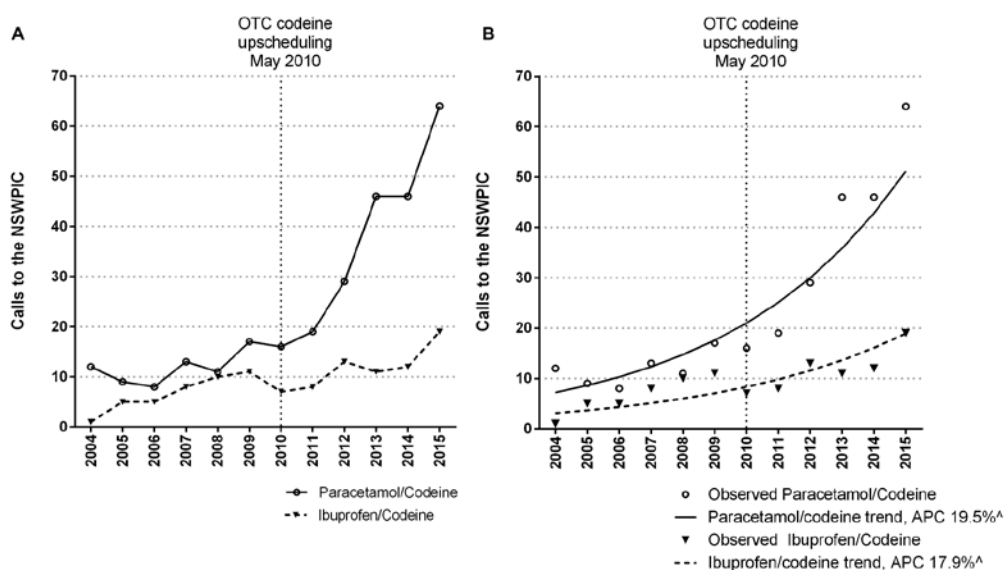 A
OTC codeine
upscheduling
May 2010
Calls to the NSWPIC
70
60
50
40
30
20
10
0
2004
2005
2006
2007
2008
2009
2010
2011
2012
2013
2014
2015
Paracetamol/Codeine
Ibuprofen/Codeine
B
OTC codeine
upscheduling
May 2010
Calls to the NSWPIC
70
60
50
40
30
20
10
0
2004
2005
2006
2007
2008
2009
2010
2011
2012
2013
2014
2015
Observed Paracetamol/Codeine
Paracetamol/codeine trend, APC 19.5%^
Observed Ibuprofen/Codeine
Ibuprofen/codeine trend, APC 17.9%^